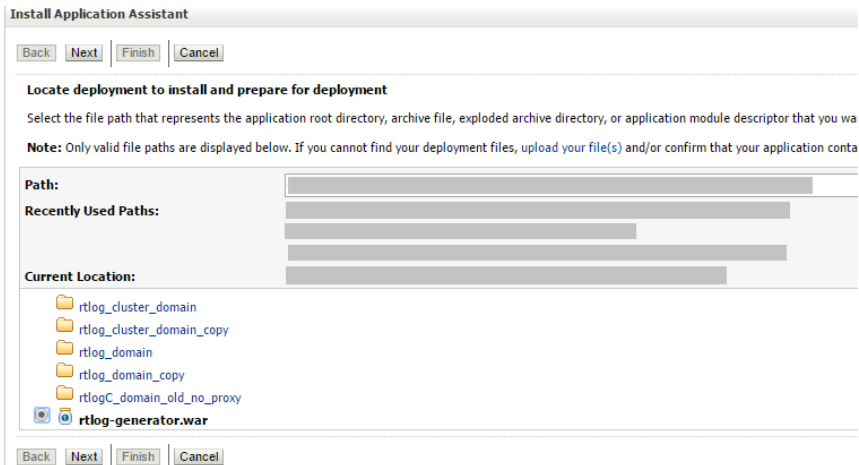 Install Application Assistant
Back Next Finish Cancel
Locate deployment to install and prepare for deployment
Select the file path that represents the application root directory, archive file, exploded archive directory, or application module descriptor that you wa
Note: Only valid file paths are displayed below. If you cannot find your deployment files, upload your file(s) and/or confirm that your application conta
Path:
Recently Used Paths:
Current Location:
rtlog_cluster_domain
rtlog_cluster_domain_copy
rtlog_domain
rtlog_domain_copy
rtlogC_domain_old_no_proxy
rtlog-generator.war
Back Next Finish Cancel